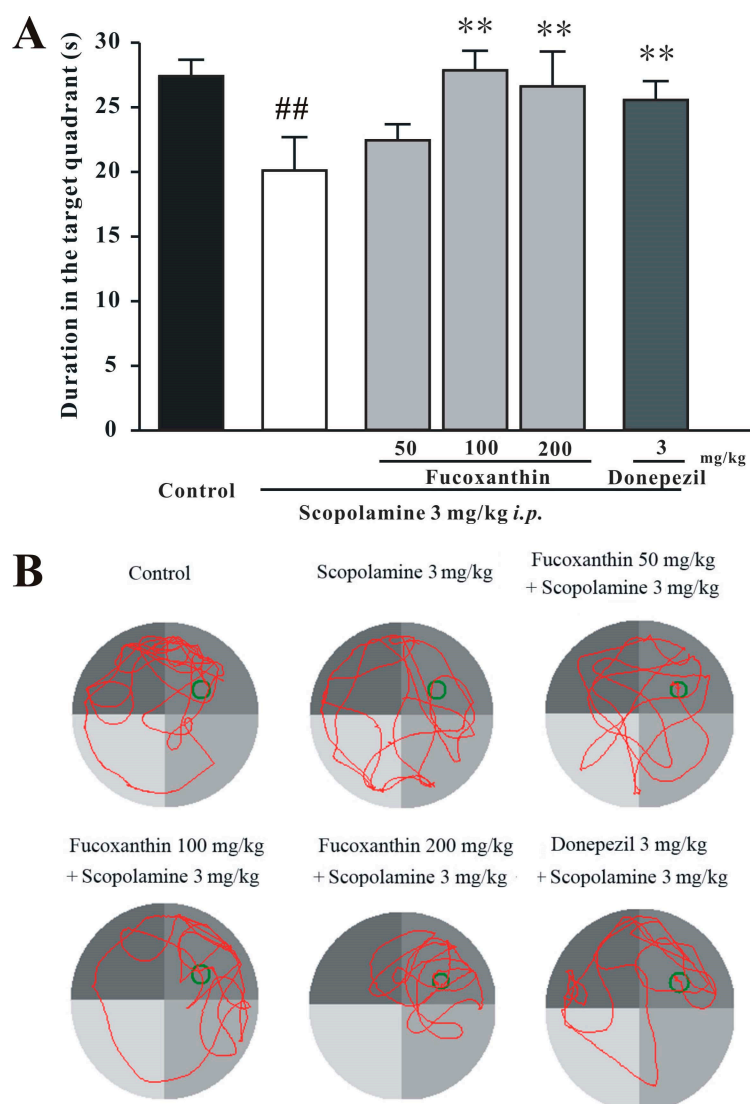 A
Duration in the target quadrant (s)
30
25
20
15
10
5
0
##
**
**
**
50 100 200 3 mg/kg
Fucoxanthin Donepezil
Control
Scopolamine 3 mg/kg i.p.
B
Control
Scopolamine 3 mg/kg
Fucoxanthin 50 mg/kg
+ Scopolamine 3 mg/kg
Fucoxanthin 100 mg/kg
+ Scopolamine 3 mg/kg
Fucoxanthin 200 mg/kg
+ Scopolamine 3 mg/kg
Donepezil 3 mg/kg
+ Scopolamine 3 mg/kg